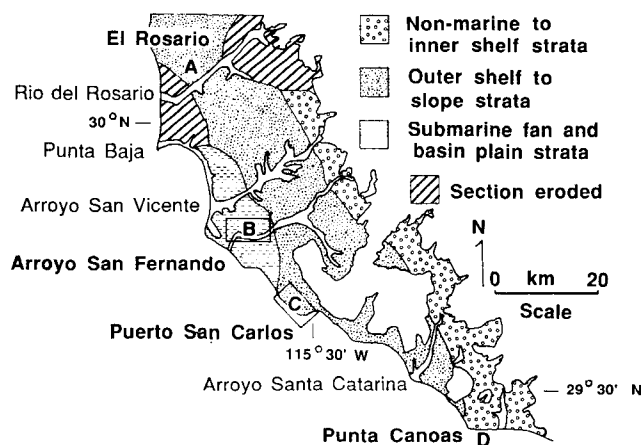 El Rosario
A
Rio del Rosario
30°N
Punta Baja
Arroyo San Vicente
B
Arroyo San Fernando
C
Puerto San Carlos
115°30' W
Arroyo Santa Catarina
Punta Canoas
D
Non-marine to
inner shelf strata
Outer shelf to
slope strata
Submarine fan and
basin plain strata
Section eroded
N
0 km 20
Scale
29°30' N